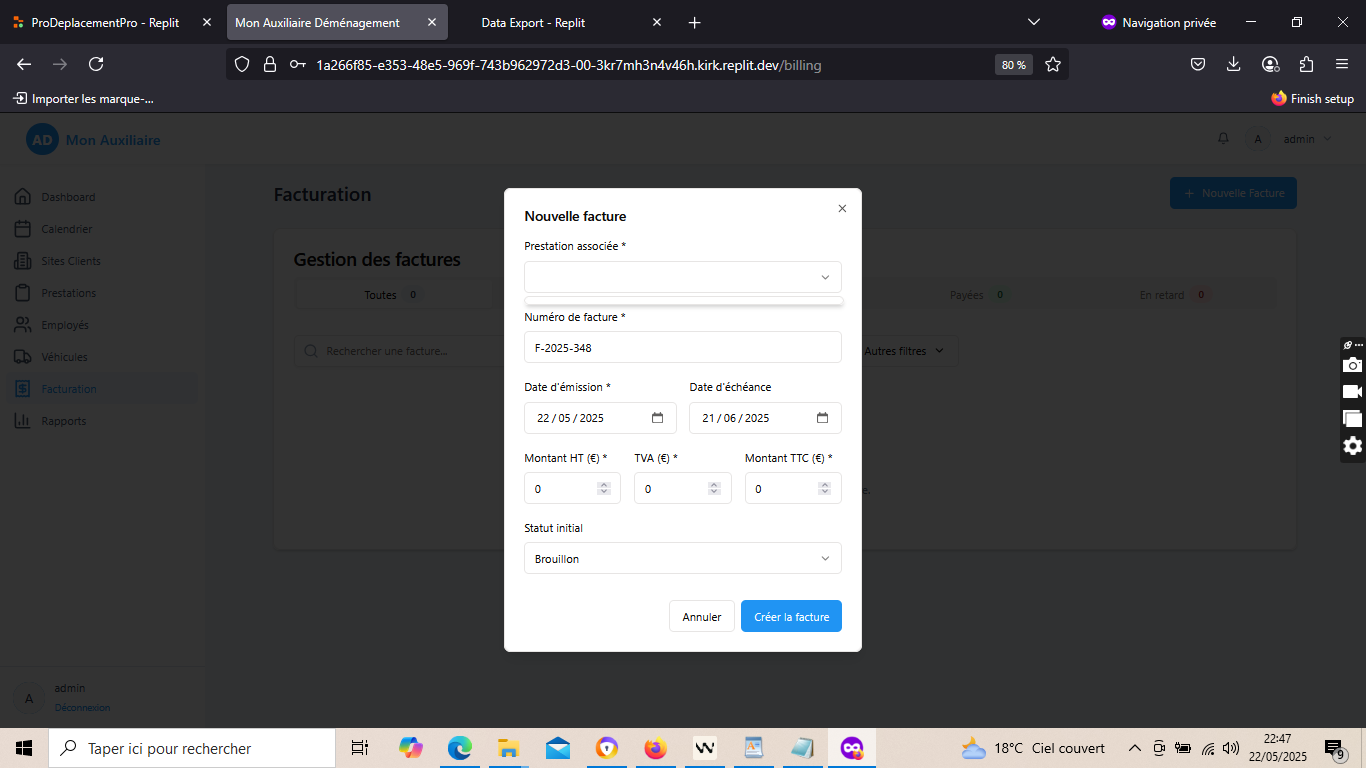 ProDeplacementPro - Replit
Mon Auxiliaire Déménagement
Data Export - Replit
Navigation privée
1a266f85-e353-48e5-969f-743b962972d3-00-3kr7mh3n4v46h.kirk.replit.dev/billing
80 %
Importer les marque-...
Finish setup
AD Mon Auxiliaire
A admin
Dashboard
Calendrier
Sites Clients
Prestations
Employés
Véhicules
Facturation
Rapports
admin
A
Déconnexion
Facturation
+ Nouvelle Facture
Gestion des factures
Toutes 0
Payées 0
En retard 0
Rechercher une facture...
Autres filtres
Nouvelle facture
Prestation associée *
Numéro de facture *
F-2025-348
Date d'émission * Date d'échéance
22/05/2025 21/06/2025
Montant HT (€) * TVA (€) * Montant TTC (€) *
0 0 0
Statut initial
Brouillon
Annuler Créer la facture
Taper ici pour rechercher
18°C Ciel couvert
22:47
22/05/2025
9